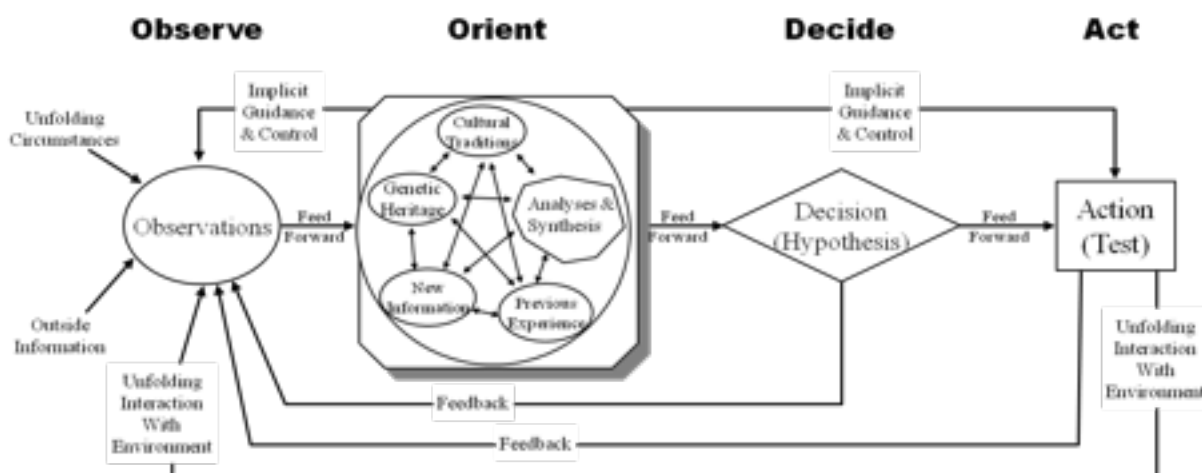 Observe
Orient
Decide
Act
Implicit
Guidance
& Control
Implicit
Guidance
& Control
Unfolding
Circumstances
Cultural
Traditions
Genetic
Heritage
Analyses &
Synthesis
New
Information
Previous
Experience
Observations
Feed
Forward
Feed
Forward
Decision
(Hypothesis)
Feed
Forward
Action
(Test)
Outside
Information
Unfolding
Interaction
With
Environment
Unfolding
Interaction
With
Environment
Feedback
Feedback